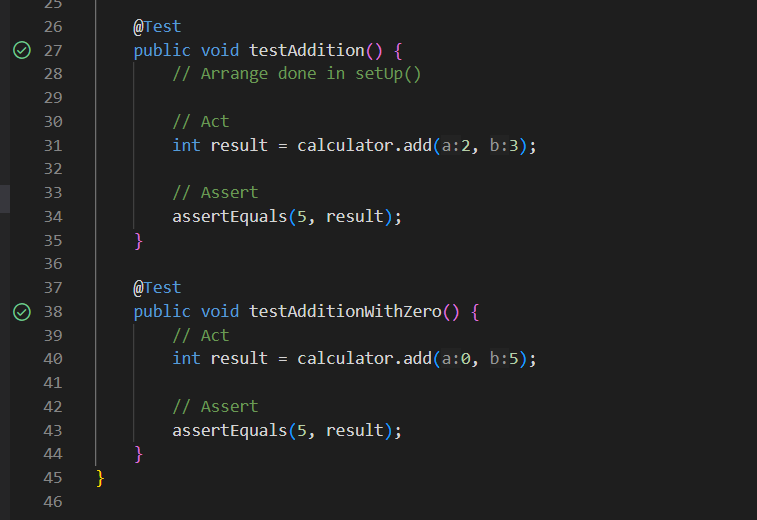 25
26 @Test
27 public void testAddition() {
28 // Arrange done in setUp()
29
30 // Act
31 int result = calculator.add(a:2, b:3);
32
33 // Assert
34 assertEquals(5, result);
35 }
36
37 @Test
38 public void testAdditionWithZero() {
39 // Act
40 int result = calculator.add(a:0, b:5);
41
42 // Assert
43 assertEquals(5, result);
44 }
45 }
46